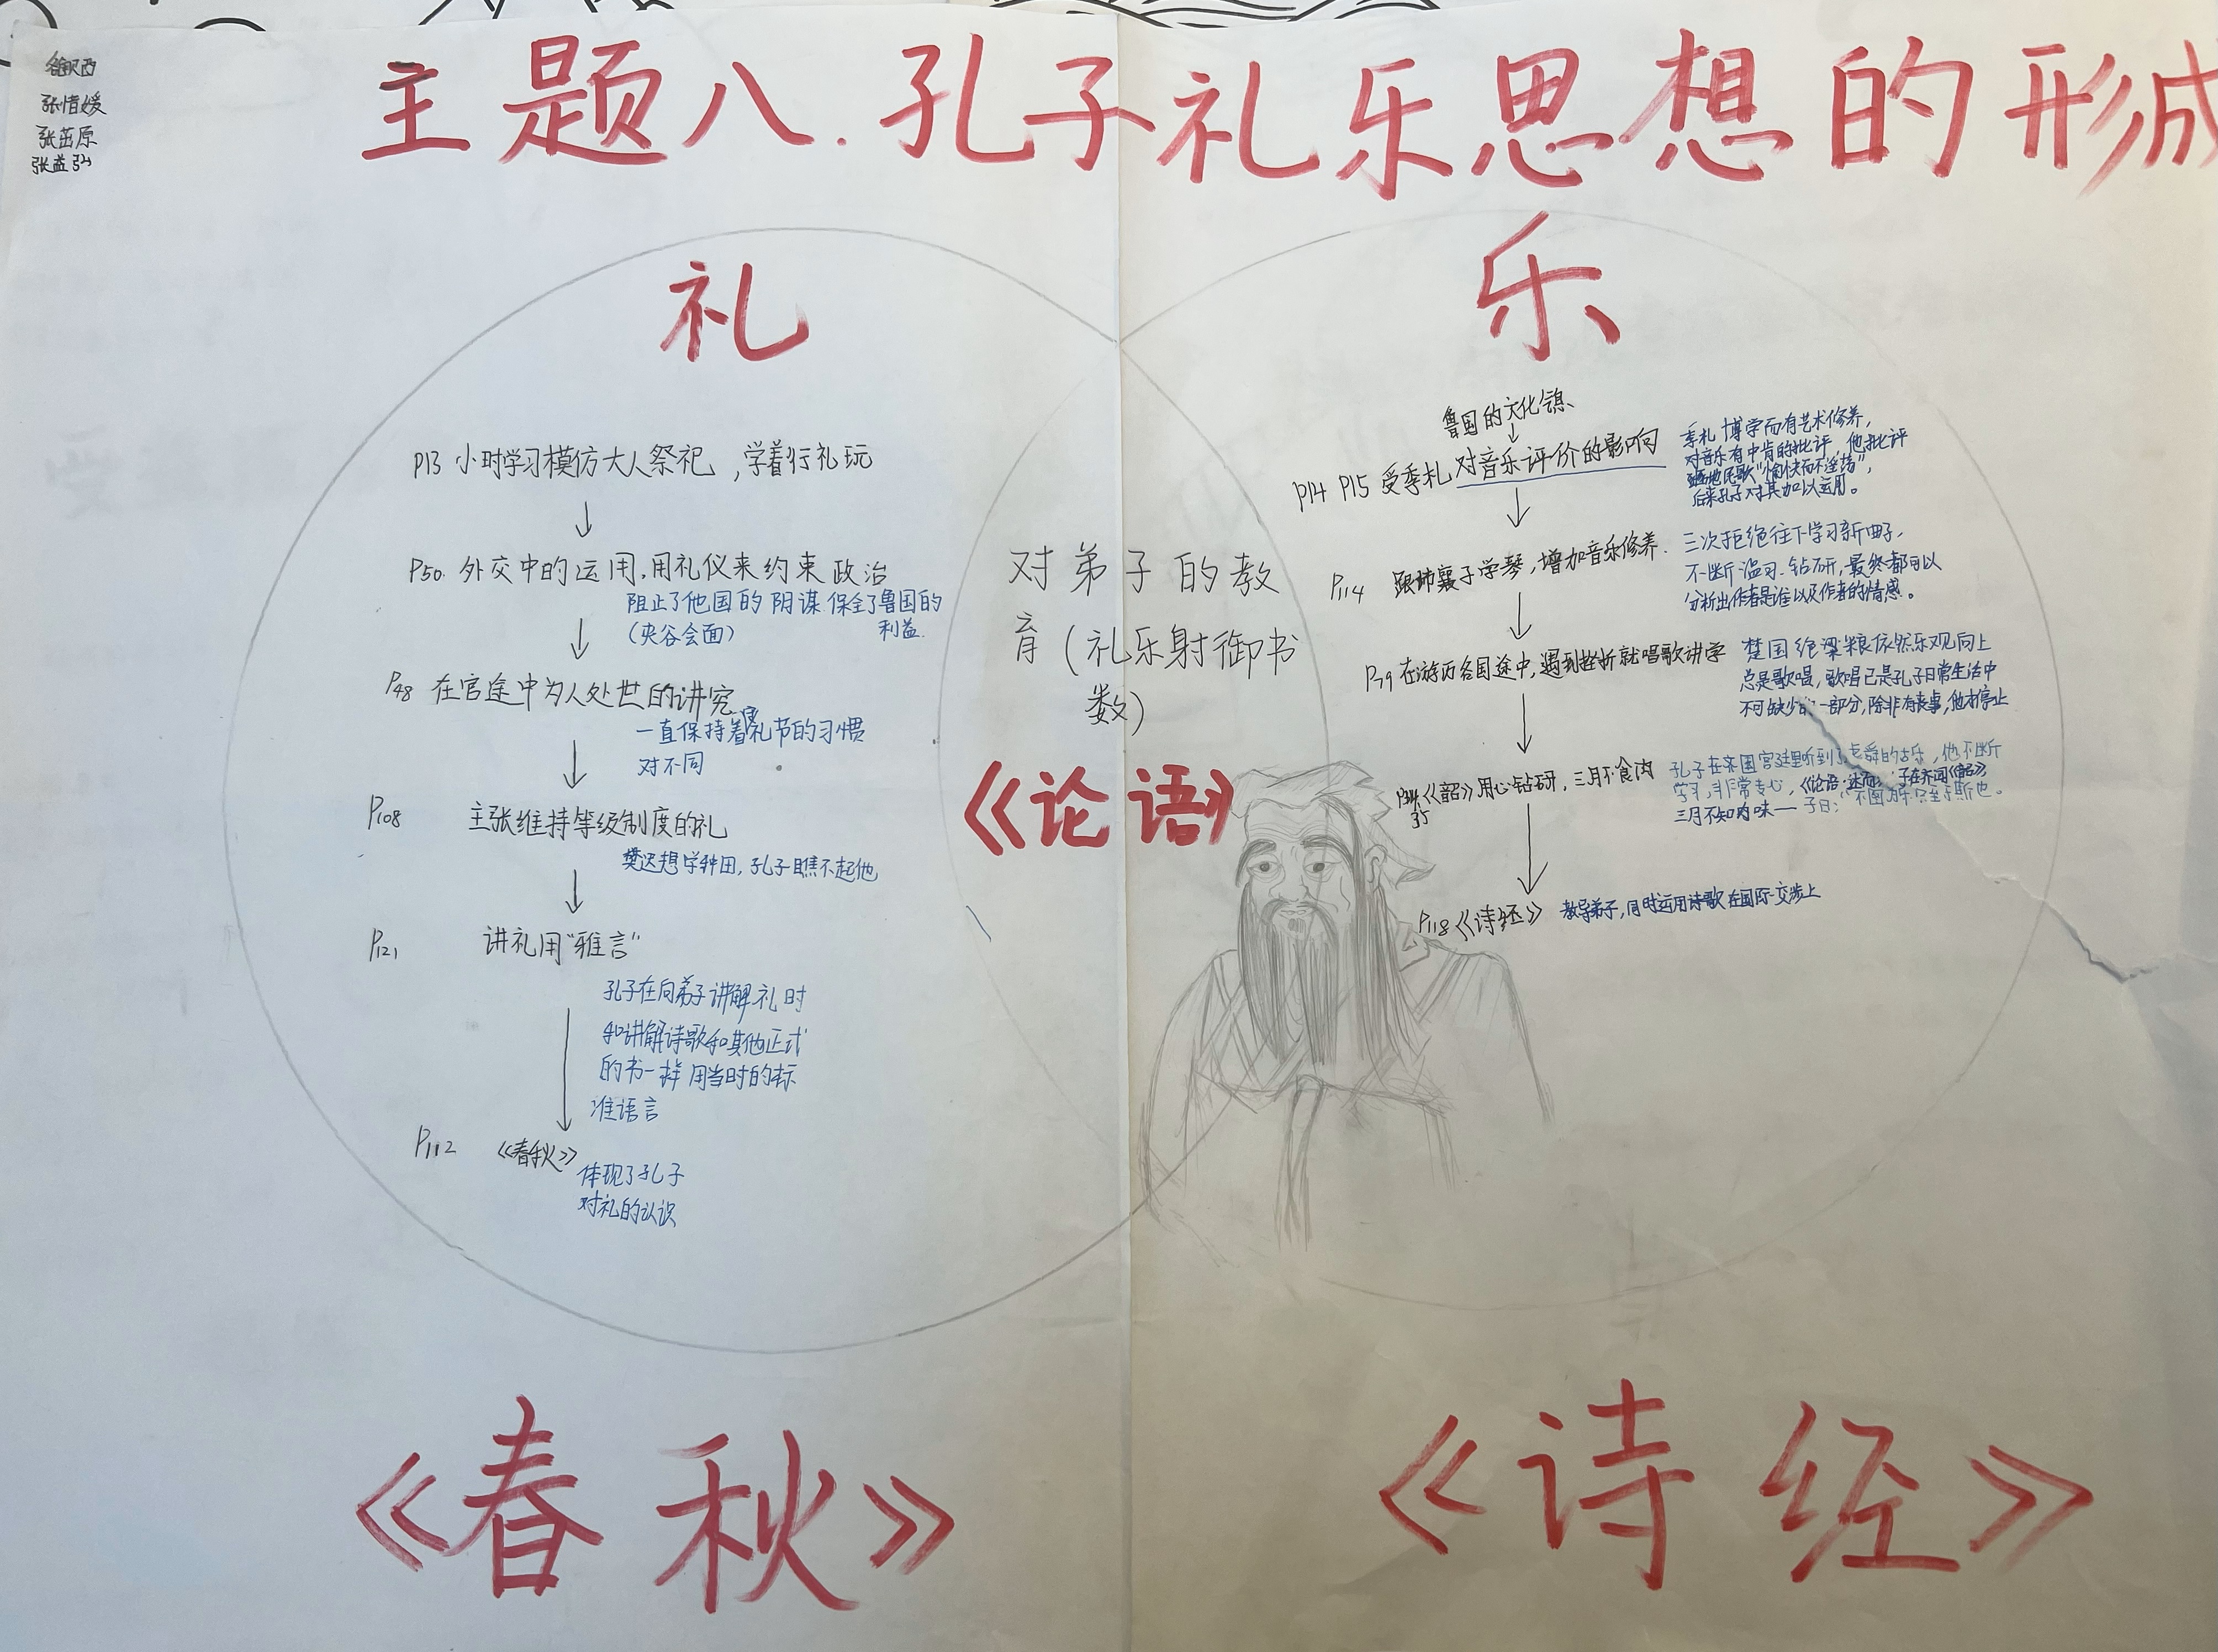 张惜媛
张茁原
张益弘
主题八.孔子礼乐思想的形成
礼
P13 小时学习模仿大人祭祀,学着行礼玩
P50. 外交中的运用,用礼仪来约束政治
阻止了他国的阴谋保全了鲁国的
(夹谷会面)
利益.
P48 在官途中为人处世的讲究
一直保持着礼节的习惯
对不同
P108 主张维持等级制度的礼
樊迟想学种田,孔子瞧不起他
P121 讲礼用“雅言”
孔子在向弟子讲解礼时
和讲解诗歌和其他正式
的书一样用当时的标
准语言
P112 《春秋》
体现了孔子
对礼的认识
对弟子的教
育(礼乐射御书
数)
《论语》
乐
鲁国的文化
P14 P15 受季札对音乐评价的影响
季札博学而有艺术修养,
对音乐有中肯的批评,他批评
地民歌“愉快而不淫荡”,
后来孔子对其加以运用。
P114 跟师襄子学琴,增加音乐修养.
三次拒绝往下学习新曲子,
不断温习、钻研,最终都可以
分析出作者是谁以及作者的情感。
P79 在游历各国途中,遇到挫折就唱歌讲学
楚国绝粮依然乐观向上
总是歌唱,歌唱已是孔子日常生活中
不可缺少的一部分,除非有丧事,他才停止
《韶》用心钻研,三月不食肉
35
孔子在齐国宫廷里听到了虞舜的古乐,他不断
学习,非常专心,《论语·述而》:子在齐闻《韶》
三月不知肉味——子曰:“不图为乐之至于斯也。
P118《诗经》 教导弟子,同时运用诗歌在国际交涉上
《春秋》
《诗经》